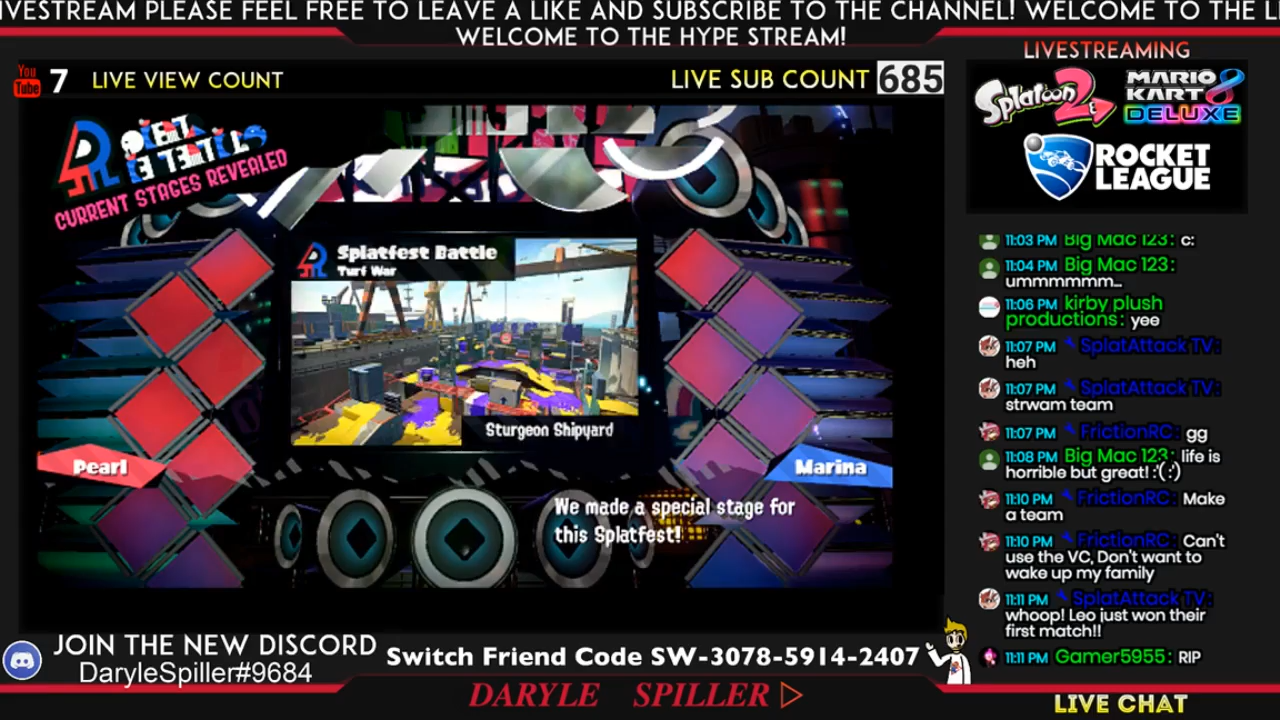 IVESTREAM PLEASE FEEL FREE TO LEAVE A LIKE AND SUBSCRIBE TO THE CHANNEL! WELCOME TO THE LI
WELCOME TO THE HYPE STREAM!
You Tube 7 LIVE VIEW COUNT
LIVE SUB COUNT 685
LIVESTREAMING
Splatoon 2
MARIO KART 8 DELUXE
ROCKET LEAGUE
CURRENT STAGES REVEALED
Splatfest Battle
Turf War
Sturgeon Shipyard
Pearl
Marina
We made a special stage for
this Splatfest!
11:03 PM Big Mac 123: c:
11:04 PM Big Mac 123:
ummmmmm...
11:06 PM kirby plush
productions: yee
11:07 PM SplatAttack TV:
heh
11:07 PM SplatAttack TV:
strwam team
11:07 PM FrictionRC: gg
11:08 PM Big Mac 123: life is
horrible but great! :'( :')
11:10 PM FrictionRC: Make
a team
11:10 PM FrictionRC: Can't
use the VC, Don't want to
wake up my family
11:11 PM SplatAttack TV:
whoop! Leo just won their
first match!!
11:11 PM Gamer5955: RIP
JOIN THE NEW DISCORD
DaryleSpiller#9684
Switch Friend Code SW-3078-5914-2407
DARYLE SPILLER
LIVE CHAT